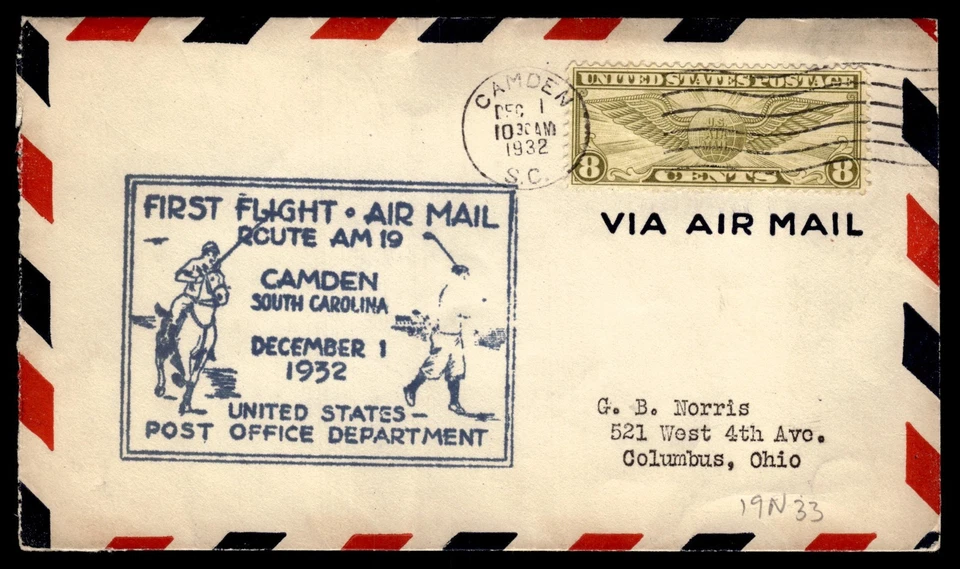 CAMDEN
DEC 1
10 30 AM
1932
S.C.
UNITED STATES POSTAGE
U.S.
8 CENTS 8
VIA AIR MAIL
FIRST FLIGHT • AIR MAIL
ROUTE AM 19
CAMDEN
SOUTH CAROLINA
DECEMBER 1
1932
UNITED STATES—
POST OFFICE DEPARTMENT
G. B. Norris
521 West 4th Ave.
Columbus, Ohio
19N33